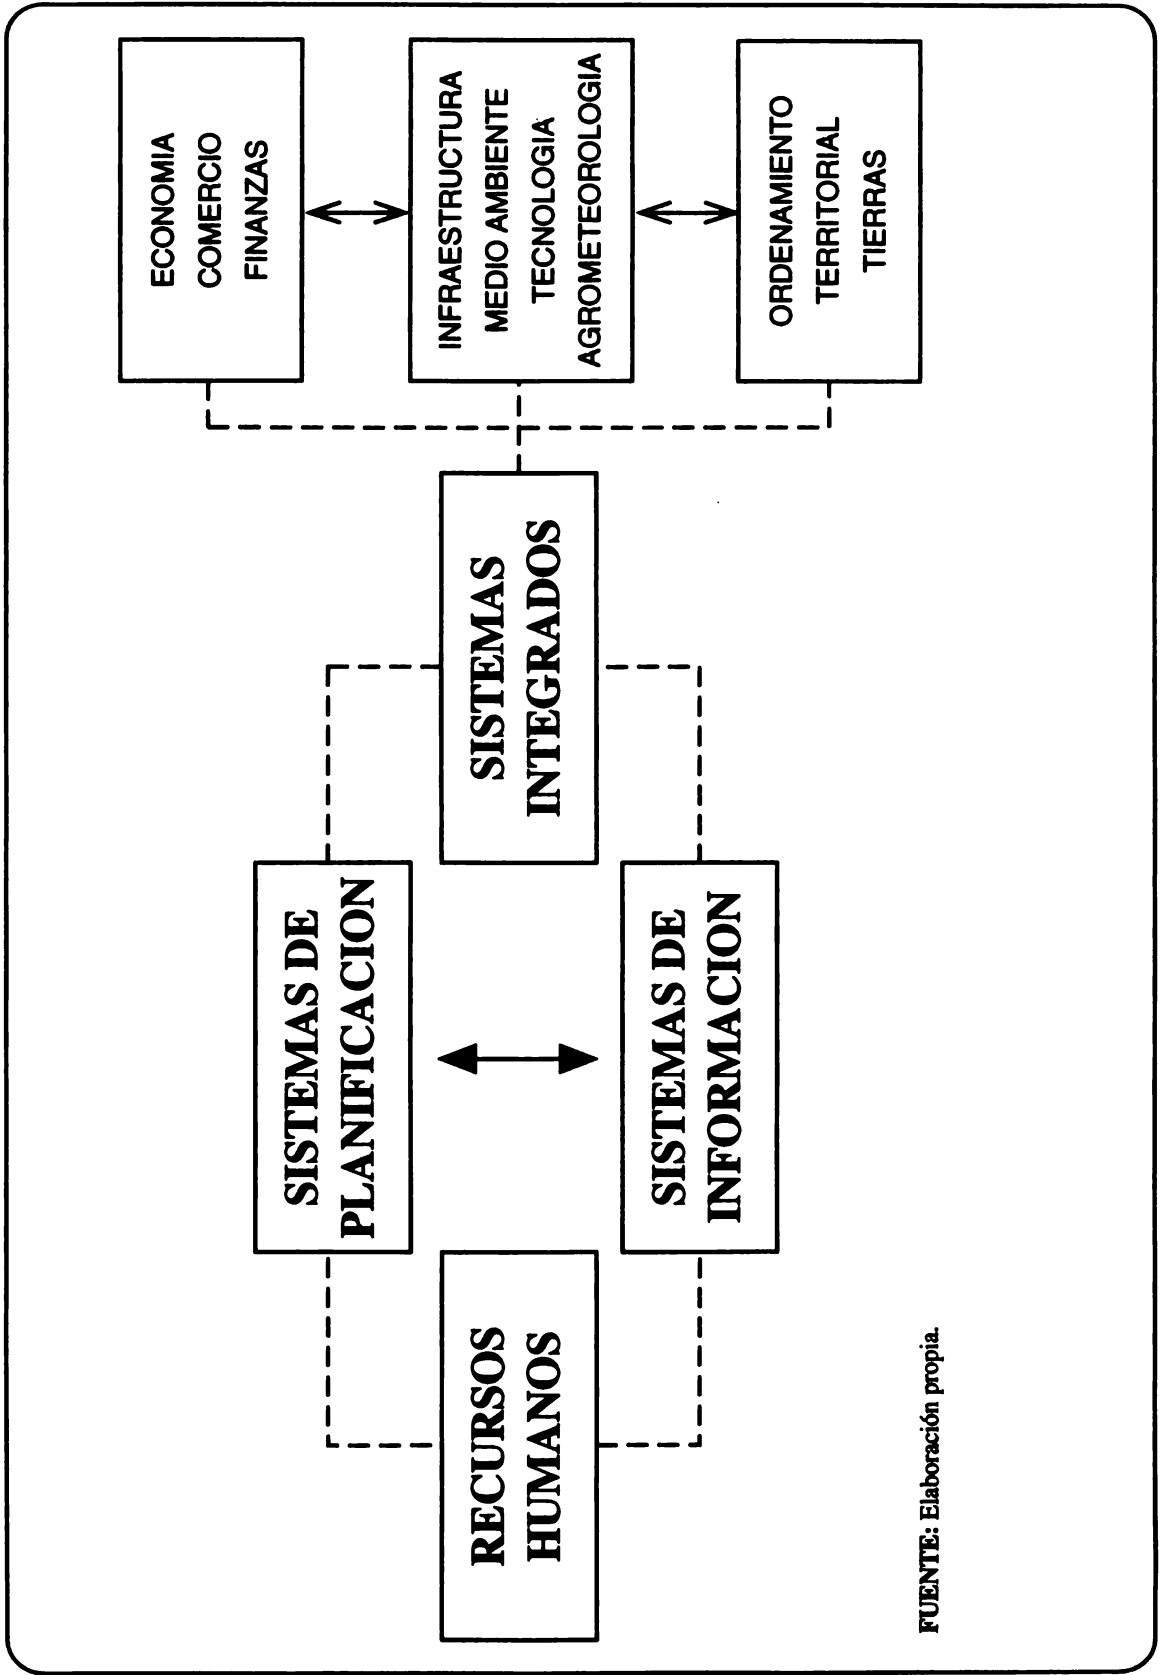 RECURSOS
HUMANOS
SISTEMAS DE
PLANIFICACION
SISTEMAS DE
INFORMACION
SISTEMAS
INTEGRADOS
ECONOMIA
COMERCIO
FINANZAS
INFRAESTRUCTURA
MEDIO AMBIENTE
TECNOLOGIA
AGROMETEOROLOGIA
ORDENAMIENTO
TERRITORIAL
TIERRAS
FUENTE: Elaboración propia.